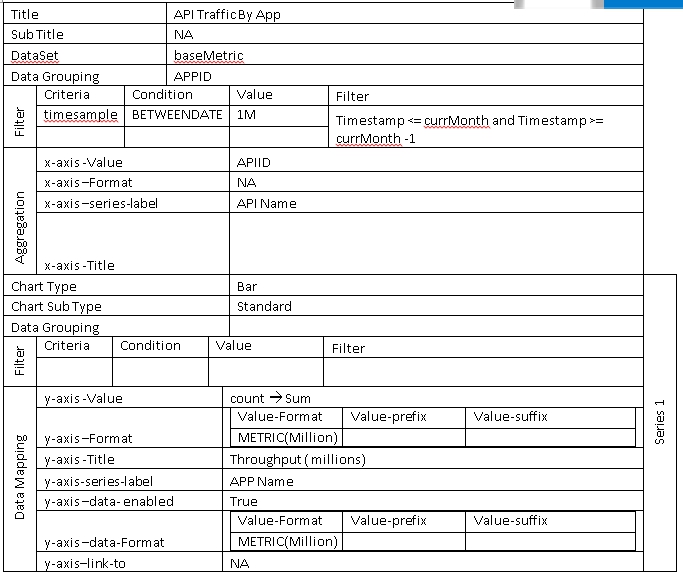 Title API Traffic By App
Sub Title NA
DataSet baseMetric
Data Grouping APPID
Filter
Criteria Condition Value Filter
timesample BETWEENDATE 1M Timestamp <= currMonth and Timestamp >=
currMonth -1
Aggregation
x-axis -Value APIID
x-axis –Format NA
x-axis –series-label API Name
x-axis -Title
Chart Type Bar
Chart Sub Type Standard
Data Grouping
Series 1
Filter
Criteria Condition Value Filter
Data Mapping
y-axis -Value count → Sum
y-axis –Format
Value-Format Value-prefix Value-suffix
METRIC(Million)
y-axis -Title Throughput ( millions)
y-axis-series-label APP Name
y-axis –data- enabled True
y-axis –data-Format
Value-Format Value-prefix Value-suffix
METRIC(Million)
y-axis–link-to NA